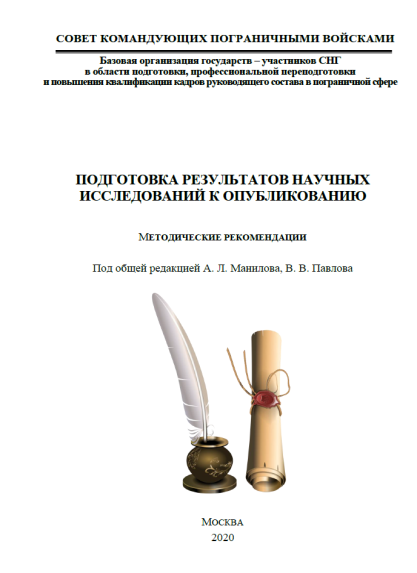 СОВЕТ КОМАНДУЮЩИХ ПОГРАНИЧНЫМИ ВОЙСКАМИ
Базовая организация государств – участников СНГ
в области подготовки, профессиональной переподготовки
и повышения квалификации кадров руководящего состава в пограничной сфере
ПОДГОТОВКА РЕЗУЛЬТАТОВ НАУЧНЫХ
ИССЛЕДОВАНИЙ К ОПУБЛИКОВАНИЮ
МЕТОДИЧЕСКИЕ РЕКОМЕНДАЦИИ
Под общей редакцией А. Л. Манилова, В. В. Павлова
МОСКВА
2020